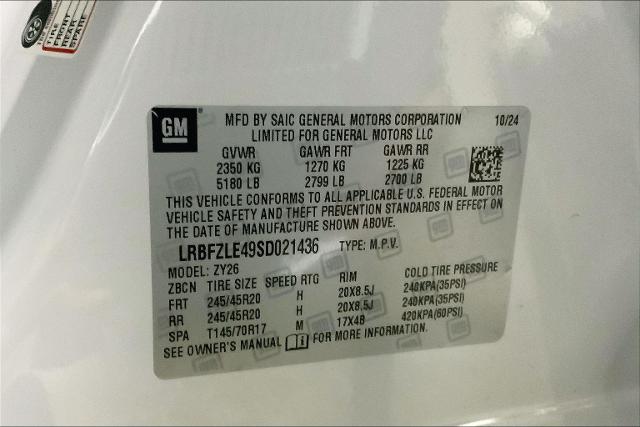 TIRE
FRONT
REAR
SPARE
GM
MFD BY SAIC GENERAL MOTORS CORPORATION 10/24
LIMITED FOR GENERAL MOTORS LLC
GVWR GAWR FRT GAWR RR
2350 KG 1270 KG 1225 KG
5180 LB 2799 LB 2700 LB
THIS VEHICLE CONFORMS TO ALL APPLICABLE U.S. FEDERAL MOTOR
VEHICLE SAFETY AND THEFT PREVENTION STANDARDS IN EFFECT ON
THE DATE OF MANUFACTURE SHOWN ABOVE.
LRBFZLE49SD021436 TYPE: M.P.V.
MODEL: ZY26
ZBCN TIRE SIZE SPEED RTG RIM COLD TIRE PRESSURE
FRT 245/45R20 H 20X8.5J 240KPA(35PSI)
RR 245/45R20 H 20X8.5J 240KPA(35PSI)
SPA T145/70R17 M 17X4B 420KPA(60PSI)
SEE OWNER'S MANUAL FOR MORE INFORMATION.